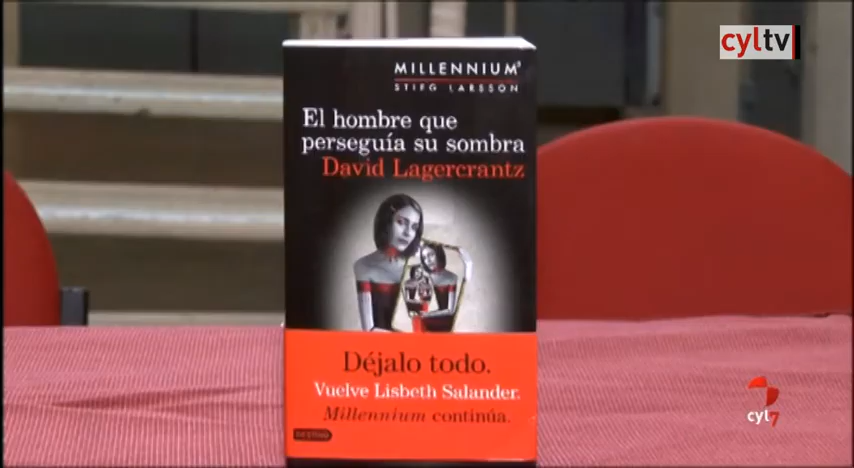 cyltv
MILLENNIUM5
STIEG LARSSON
El hombre que
perseguía su sombra
David Lagercrantz
Déjalo todo.
Vuelve Lisbeth Salander.
Millennium continúa.
cyl7